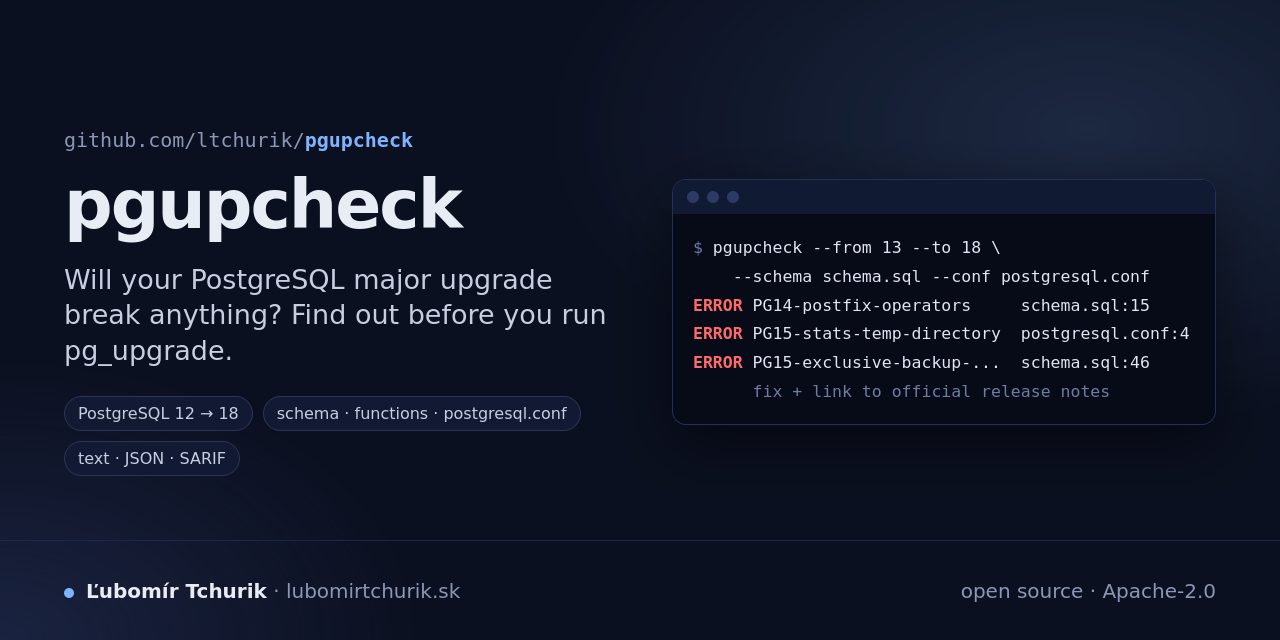 github.com/ltchurik/pgupcheck
pgupcheck
Will your PostgreSQL major upgrade
break anything? Find out before you run
pg_upgrade.
PostgreSQL 12 → 18
schema · functions · postgresql.conf
text · JSON · SARIF
$ pgupcheck --from 13 --to 18 \
--schema schema.sql --conf postgresql.conf
ERROR PG14-postfix-operators schema.sql:15
ERROR PG15-stats-temp-directory postgresql.conf:4
ERROR PG15-exclusive-backup-... schema.sql:46
fix + link to official release notes
Ľubomír Tchurik · lubomirtchurik.sk
open source · Apache-2.0